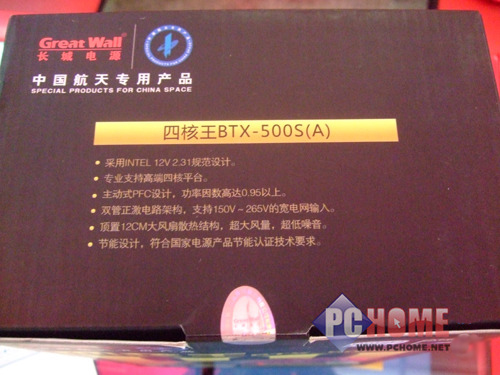 Great Wall®
长城电源
中国航天专用产品
SPECIAL PRODUCTS FOR CHINA SPACE
四核王BTX-500S(A)
• 采用INTEL 12V 2.31规范设计。
• 专业支持高端四核平台。
• 主动式PFC设计，功率因数高达0.95以上。
• 双管正激电路架构，支持150V~265V的宽电网输入。
• 顶置12CM大风扇散热结构，超大风量，超低噪音。
• 节能设计，符合国家电源产品节能认证技术要求。
PCHOME
WWW.PCHOME.NET